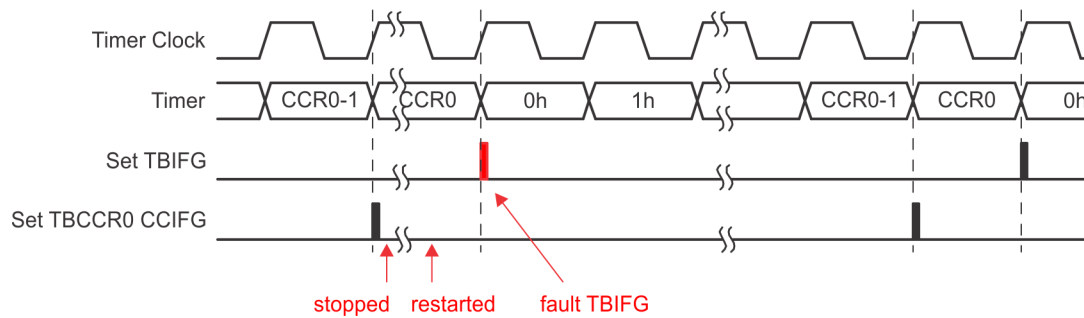 Timer Clock
Timer CCR0-1 CCR0 0h 1h CCR0-1 CCR0 0h
Set TBIFG
Set TBCCR0 CCIFG
stopped restarted fault TBIFG